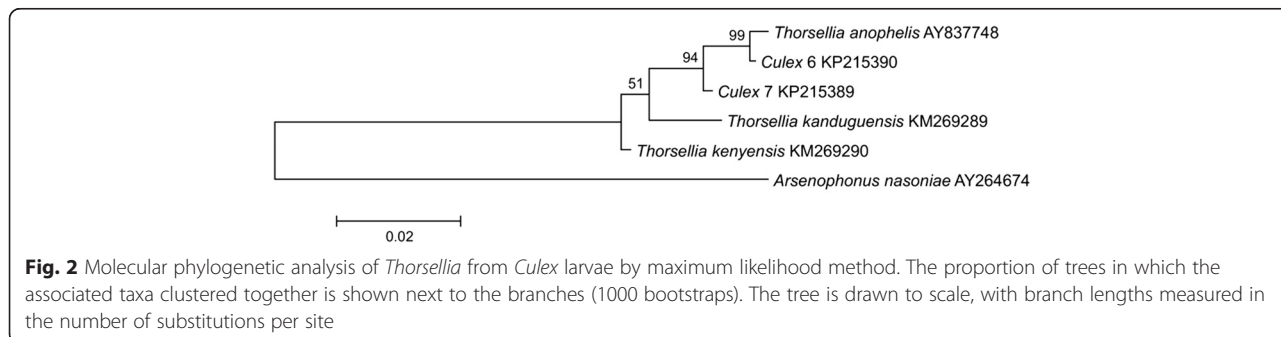 99
Thorsellia anophelis AY837748
Culex 6 KP215390
94
Culex 7 KP215389
51
Thorsellia kanduguensis KM269289
Thorsellia kenyensis KM269290
Arsenophonus nasoniae AY264674
0.02
Fig. 2 Molecular phylogenetic analysis of Thorsellia from Culex larvae by maximum likelihood method. The proportion of trees in which the
associated taxa clustered together is shown next to the branches (1000 bootstraps). The tree is drawn to scale, with branch lengths measured in
the number of substitutions per site